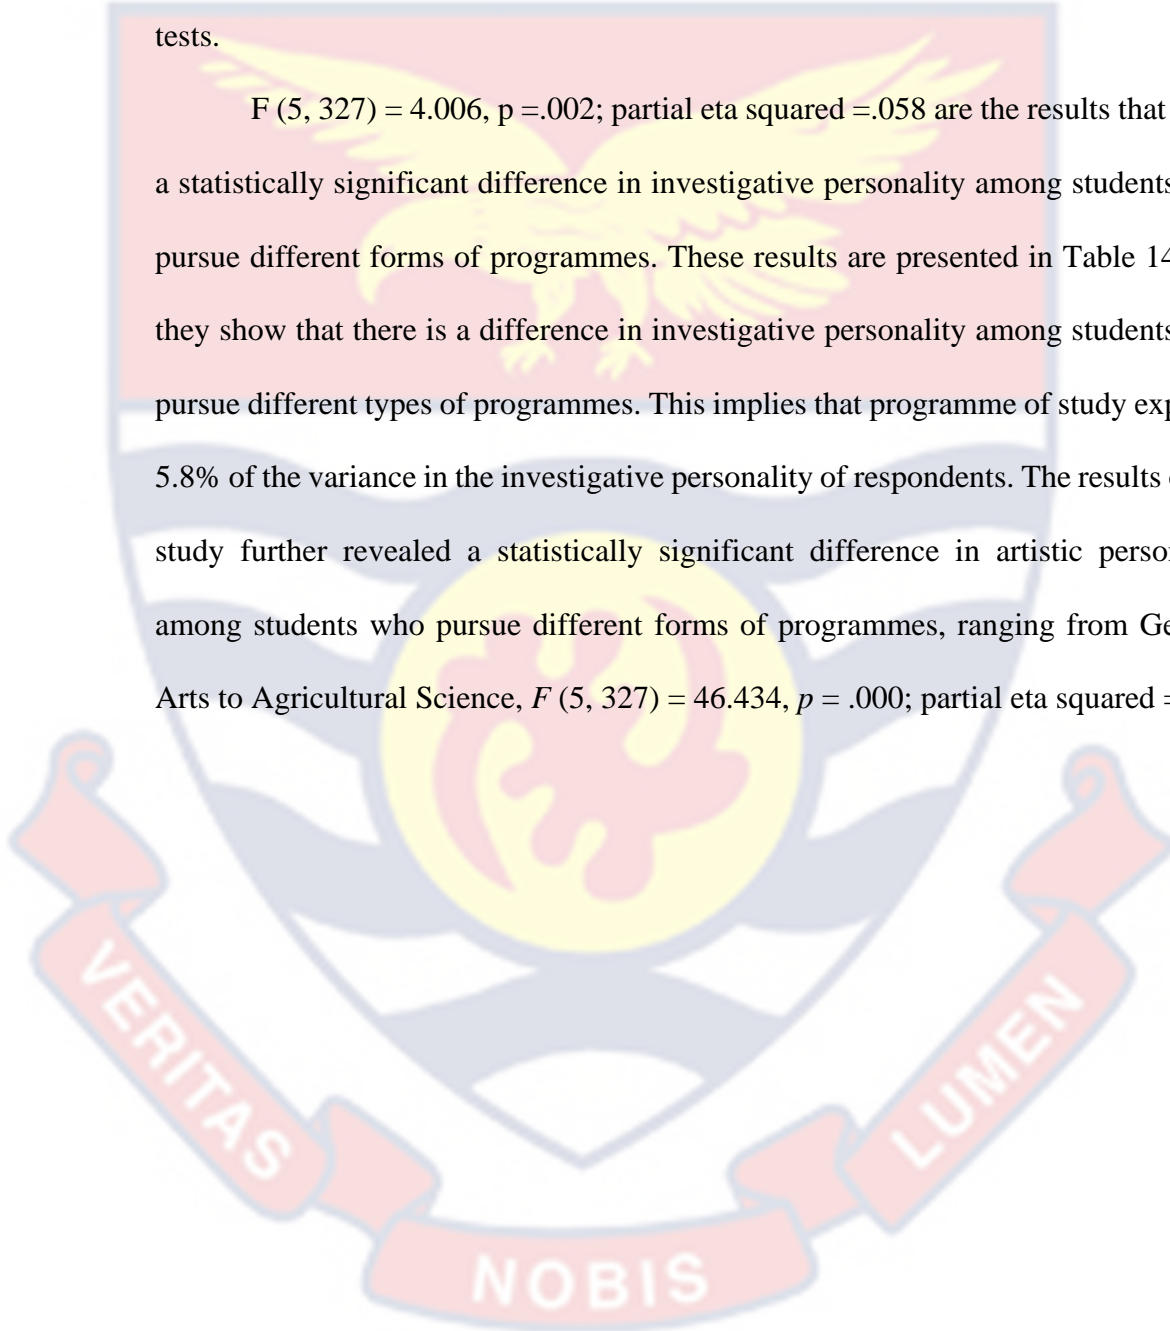 tests.
F (5, 327) = 4.006, p =.002; partial eta squared =.058 are the results that
a statistically significant difference in investigative personality among students
pursue different forms of programmes. These results are presented in Table 14
they show that there is a difference in investigative personality among students
pursue different types of programmes. This implies that programme of study
5.8% of the variance in the investigative personality of respondents. The results
study further revealed a statistically significant difference in artistic
among students who pursue different forms of programmes, ranging from
Arts to Agricultural Science, F (5, 327) = 46.434, p = .000; partial eta squared =
VERITAS
NOBIS
LUMEN